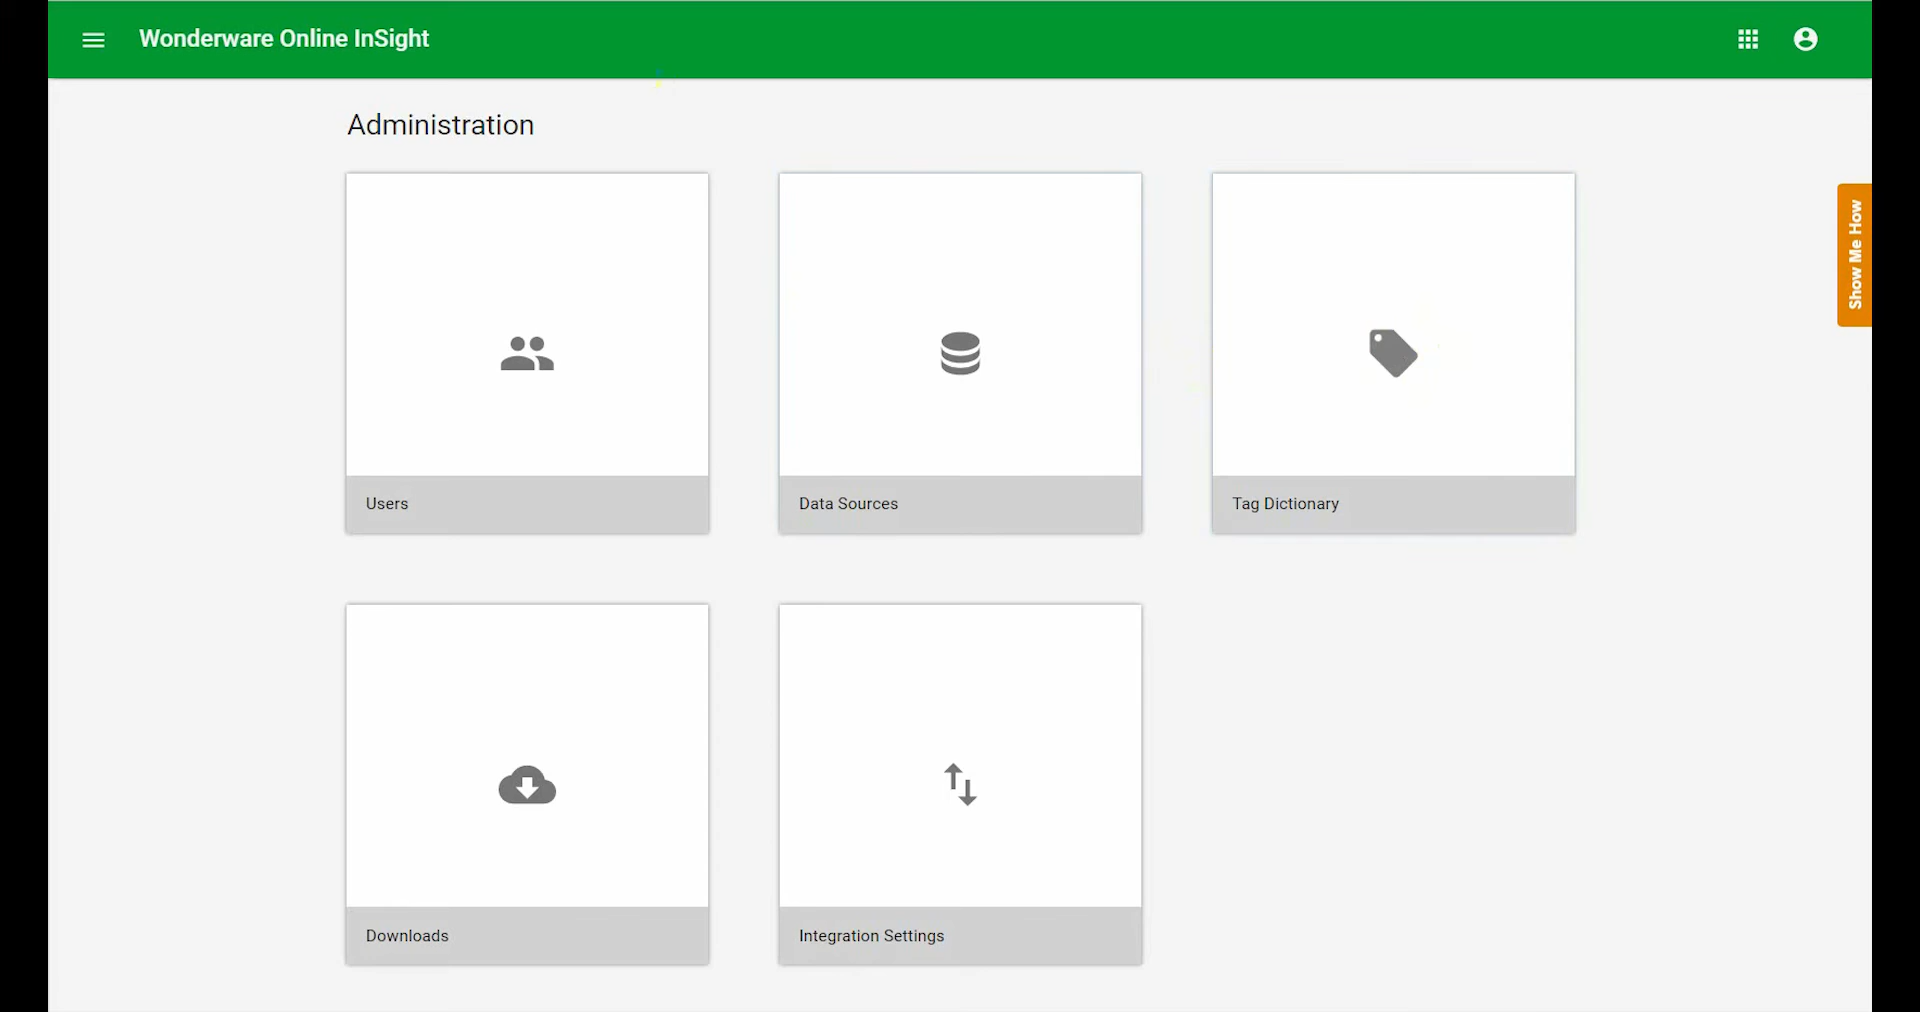 Wonderware Online InSight
Administration
Show Me How
Users
Data Sources
Tag Dictionary
Downloads
Integration Settings